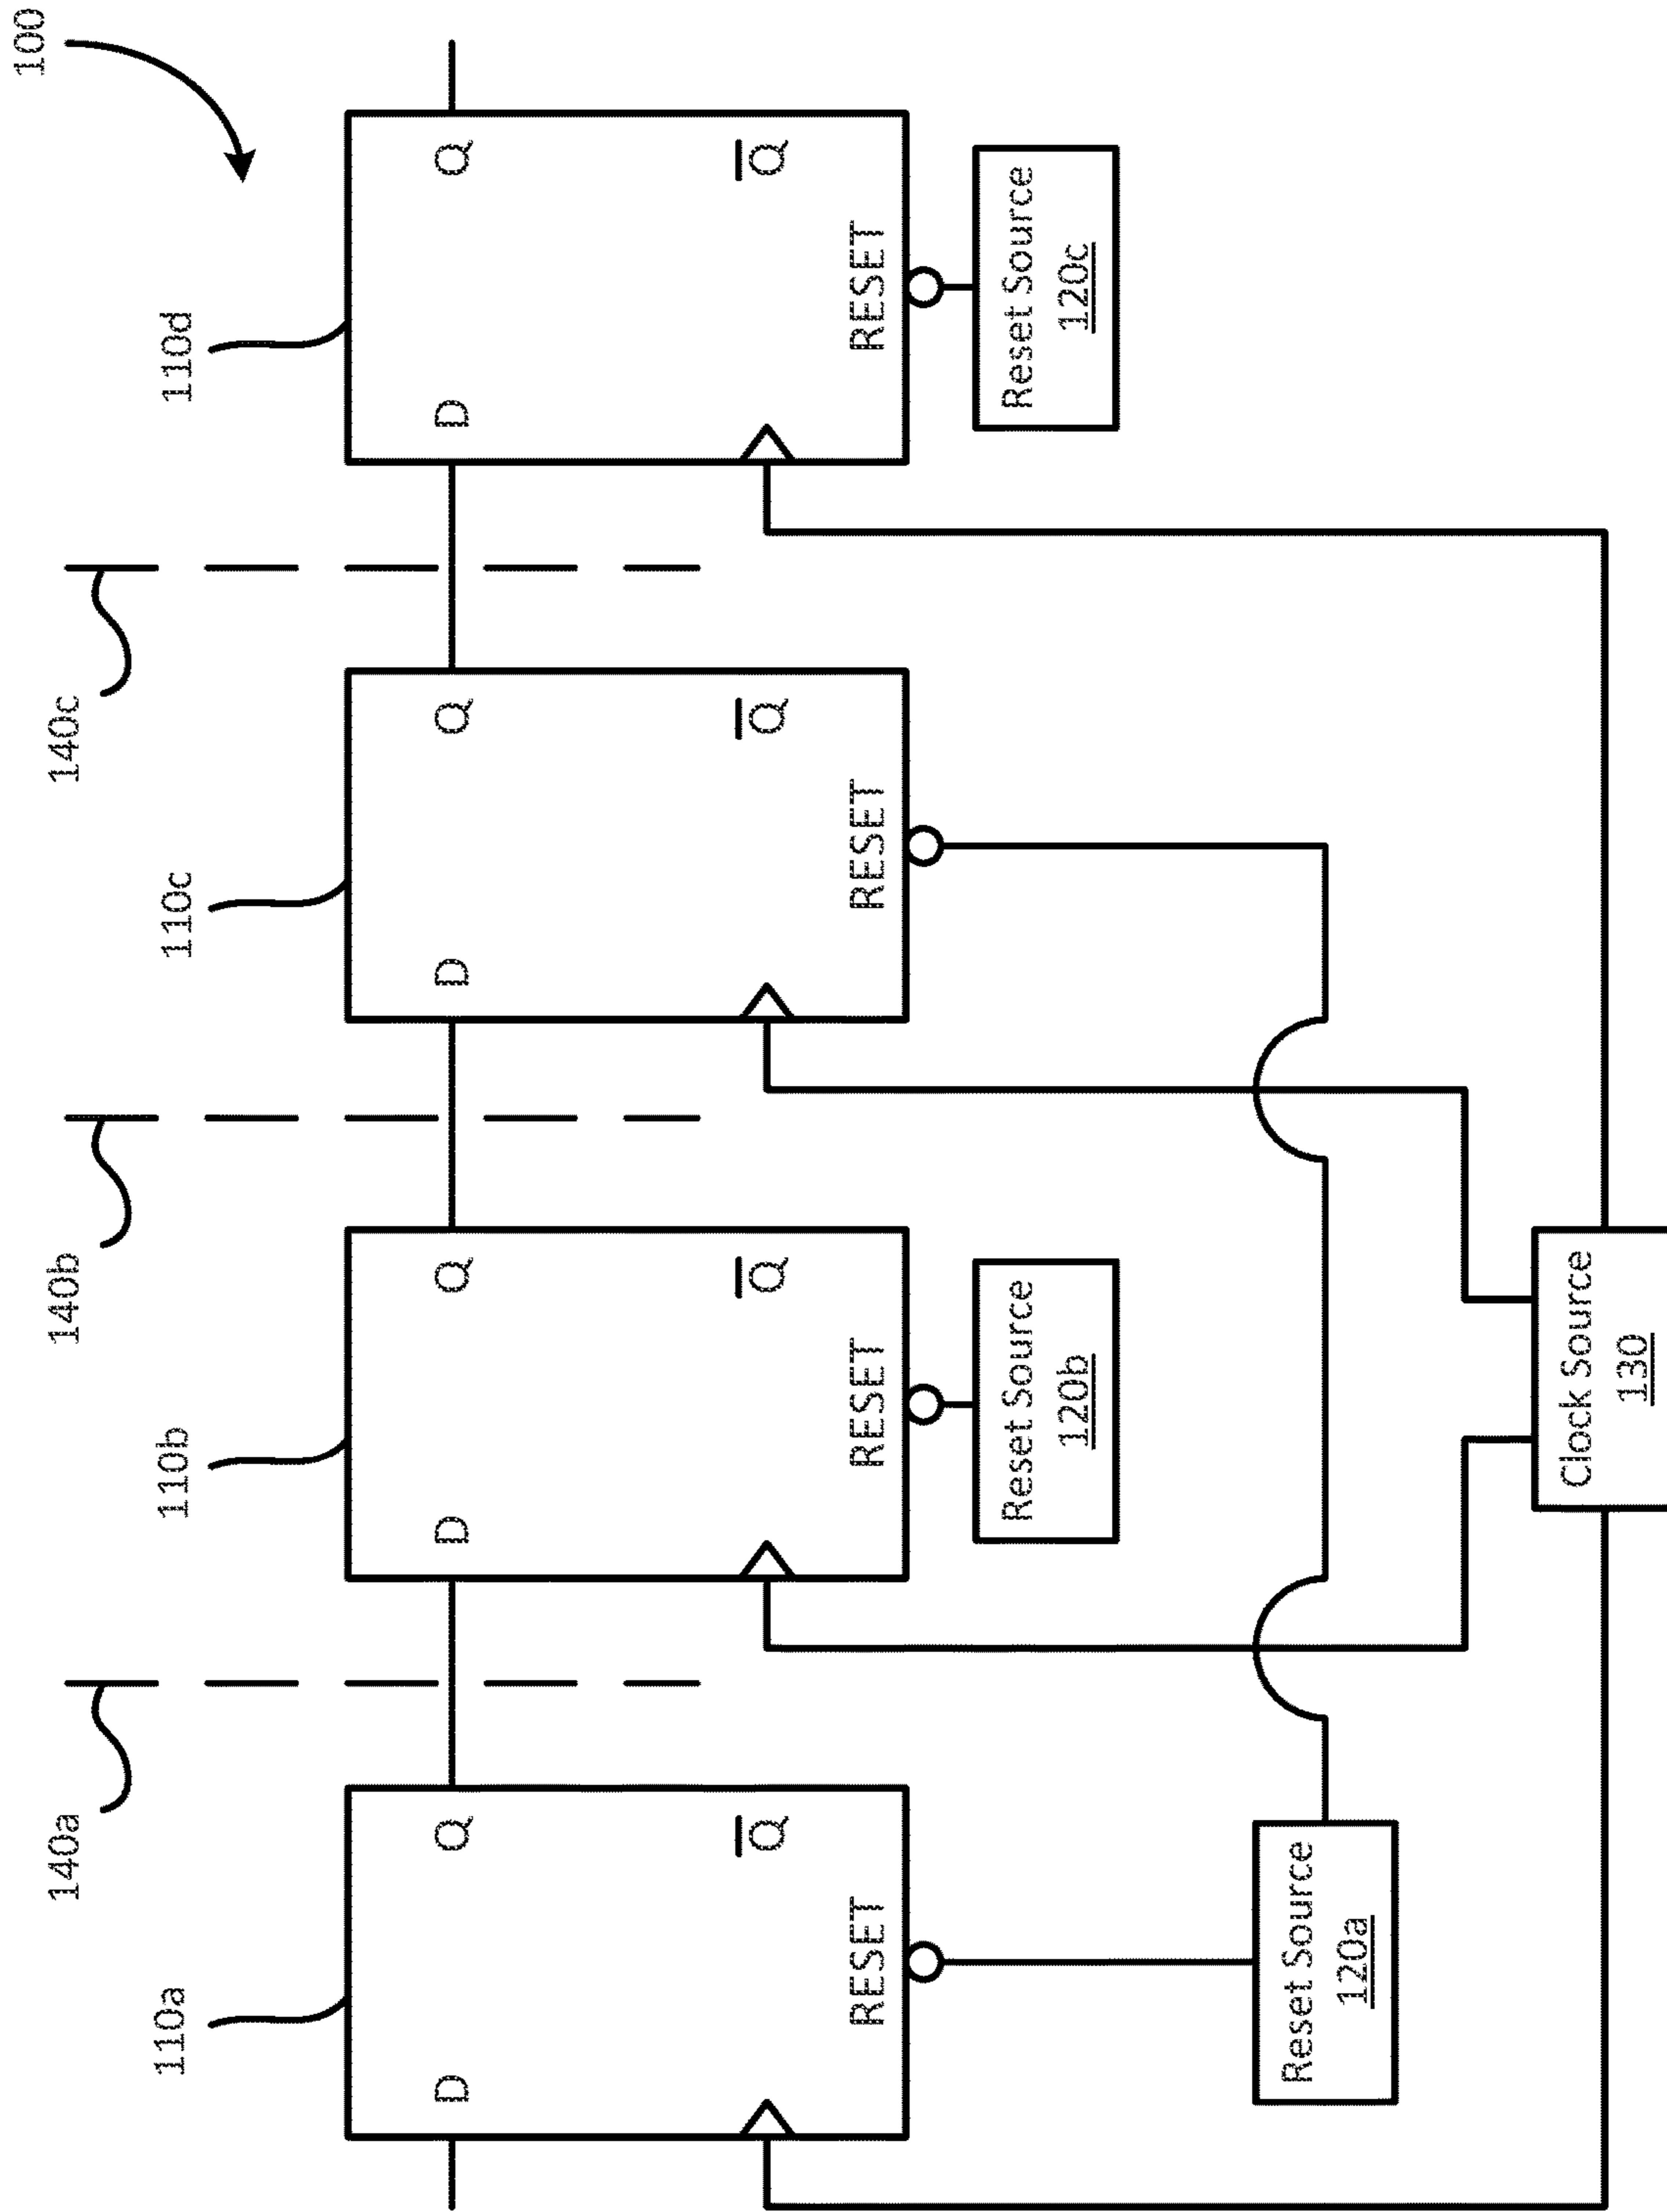 100
140a
140b
140c
110a
110b
110c
110d
D
Q
D
Q
D
Q
D
Q
Q
Q
Q
Q
RESET
RESET
RESET
RESET
Reset Source
120b
Reset Source
120c
Reset Source
120a
Clock Source
130